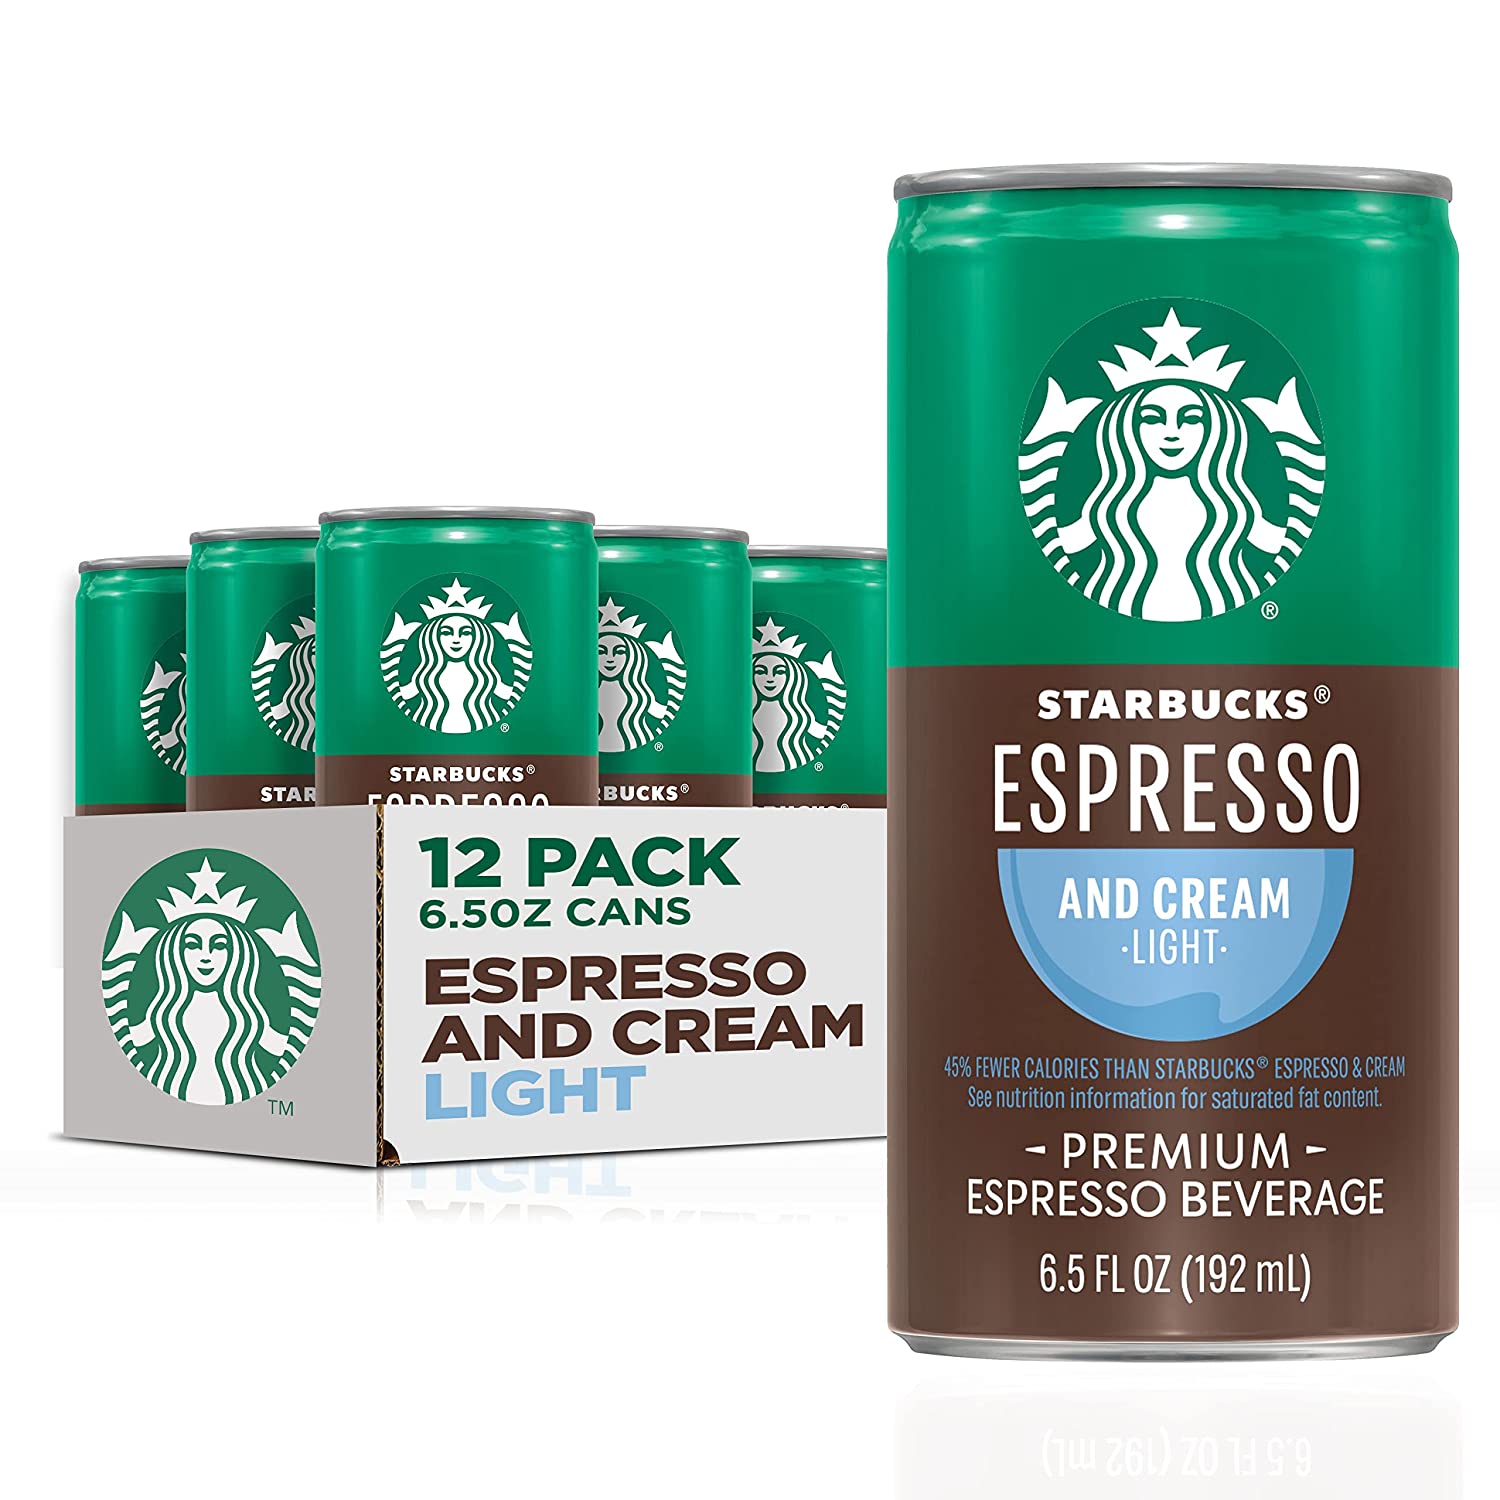 STARBUCKS®
ESPRESSO
AND CREAM
·LIGHT·
45% FEWER CALORIES THAN STARBUCKS® ESPRESSO & CREAM
See nutrition information for saturated fat content.
- PREMIUM -
ESPRESSO BEVERAGE
6.5 FL OZ (192 mL)
STARBUCKS®
ESPRESSO
12 PACK
6.5OZ CANS
ESPRESSO
AND CREAM
LIGHT
TM